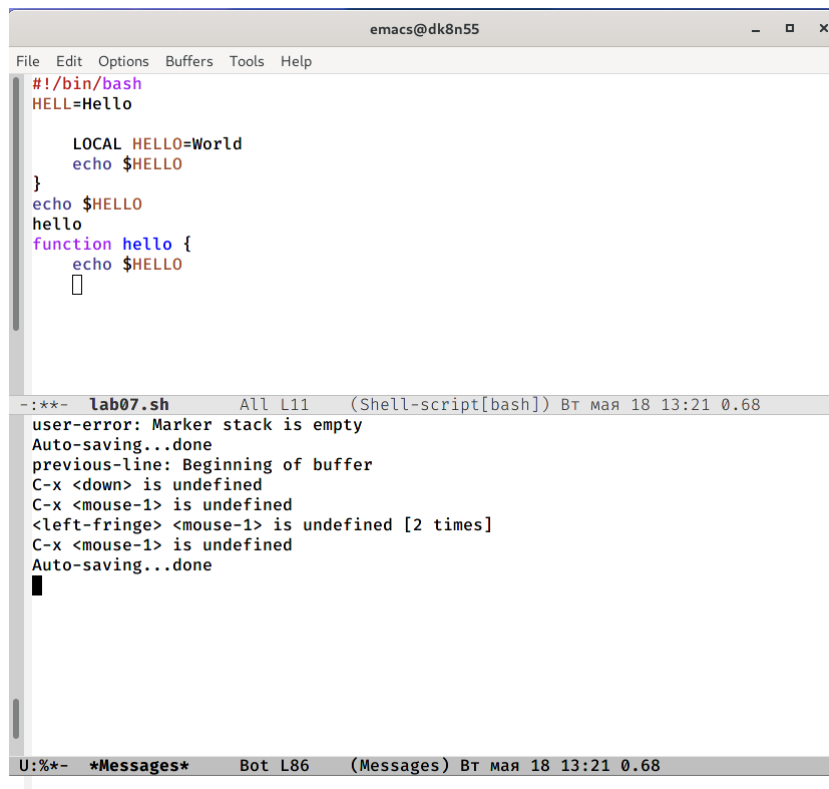 emacs@dk8n55
File Edit Options Buffers Tools Help
#!/bin/bash
HELL=Hello
LOCAL HELLO=World
echo $HELLO
}
echo $HELLO
hello
function hello {
echo $HELLO
-:**- lab07.sh All L11 (Shell-script[bash]) Вт мая 18 13:21 0.68
user-error: Marker stack is empty
Auto-saving...done
previous-line: Beginning of buffer
C-x <down> is undefined
C-x <mouse-1> is undefined
<left-fringe> <mouse-1> is undefined [2 times]
C-x <mouse-1> is undefined
Auto-saving...done
U:%*- *Messages* Bot L86 (Messages) Вт мая 18 13:21 0.68